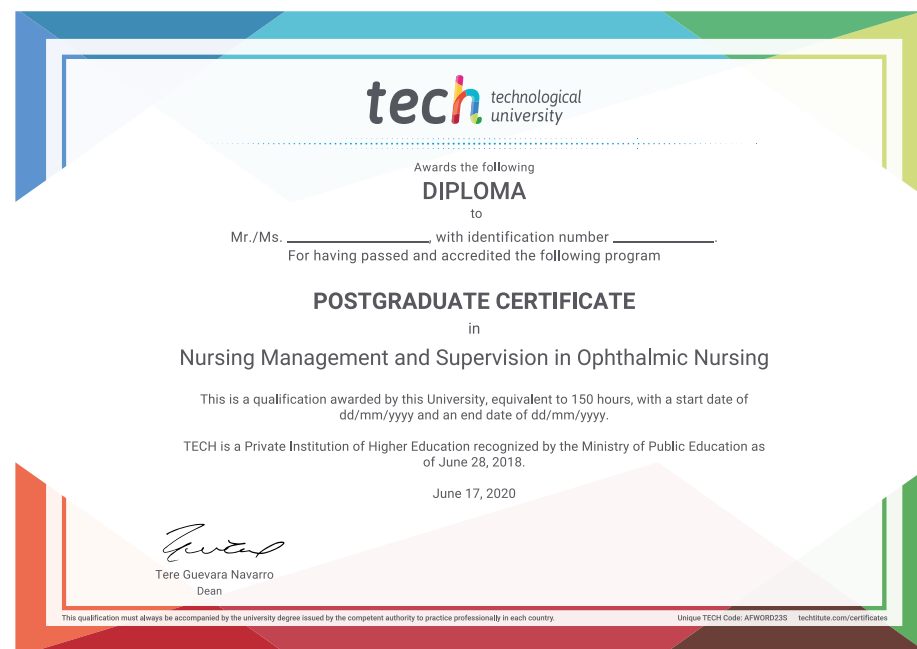 tech technological
university
Awards the following
DIPLOMA
to
Mr./Ms. ____________, with identification number ____________.
For having passed and accredited the following program
POSTGRADUATE CERTIFICATE
in
Nursing Management and Supervision in Ophthalmic Nursing
This is a qualification awarded by this University, equivalent to 150 hours, with a start date of
dd/mm/yyyy and an end date of dd/mm/yyyy.
TECH is a Private Institution of Higher Education recognized by the Ministry of Public Education as
of June 28, 2018.
June 17, 2020
Tere Guevara Navarro
Dean
This qualification must always be accompanied by the university degree issued by the competent authority to practice professionally in each country.
Unique TECH Code: AFWORD23S techtitute.com/certificates